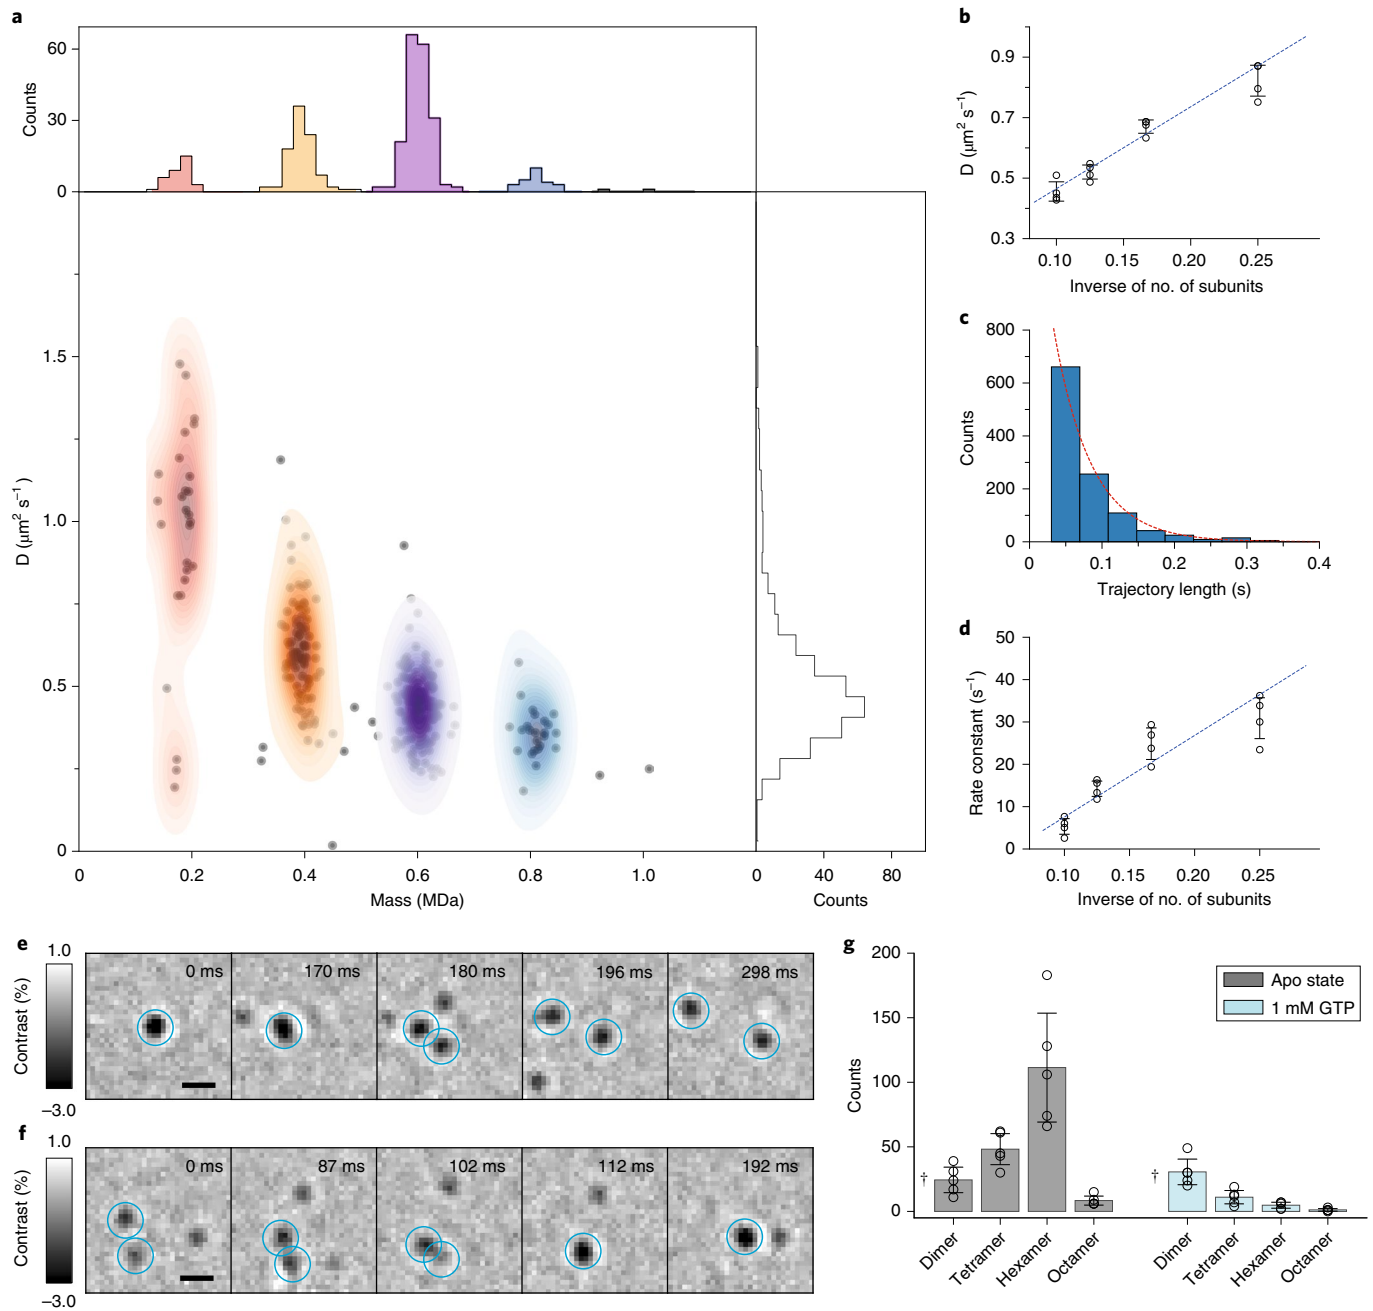 a
60
30
0
Counts
1.5
1.0
0.5
0
D (μm² s⁻¹)
0
0.2
0.4
0.6
0.8
1.0
Mass (MDa)
0
40
80
Counts
b
0.9
0.7
0.5
0.3
D (μm² s⁻¹)
0.10
0.15
0.20
0.25
Inverse of no. of subunits
c
800
600
400
200
0
Counts
0
0.1
0.2
0.3
0.4
Trajectory length (s)
d
50
40
30
20
10
0
Rate constant (s⁻¹)
0.10
0.15
0.20
0.25
Inverse of no. of subunits
e
1.0
Contrast (%)
–3.0
0 ms
170 ms
180 ms
196 ms
298 ms
f
1.0
Contrast (%)
–3.0
0 ms
87 ms
102 ms
112 ms
192 ms
g
200
150
100
50
0
Counts
Apo state
1 mM GTP
†
†
Dimer
Tetramer
Hexamer
Octamer
Dimer
Tetramer
Hexamer
Octamer